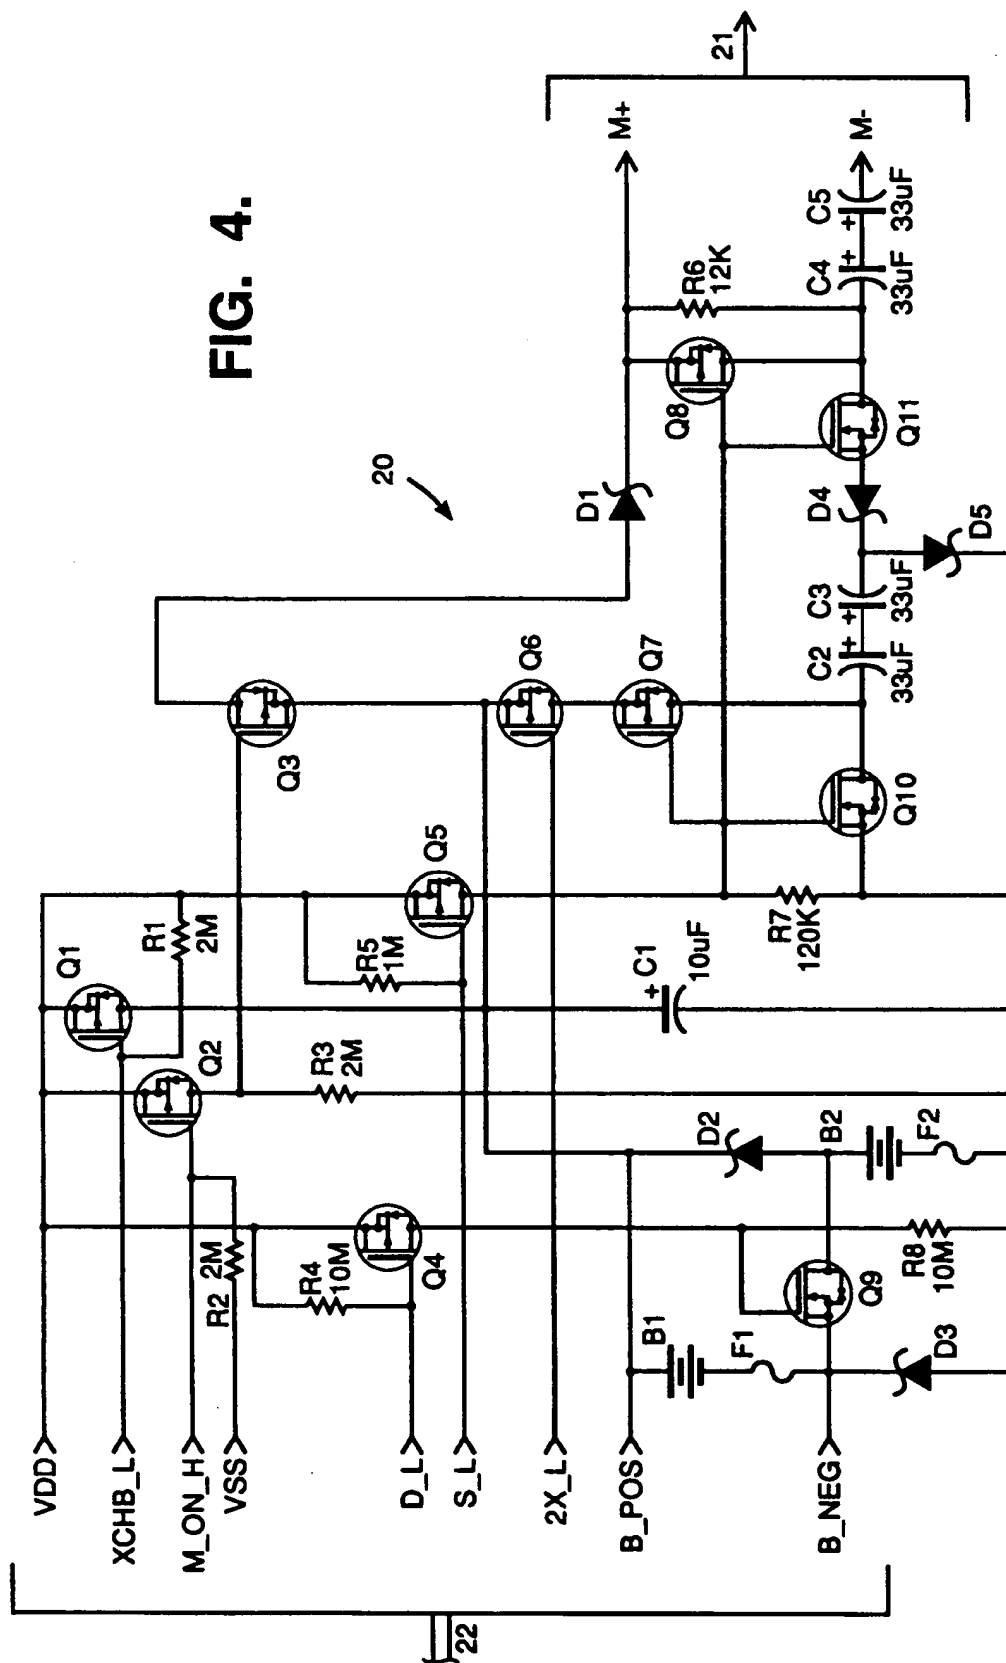 FIG. 4.
20
21
22
VDD
XCHB_L
M_ON_H
VSS
D_L
S_L
2X_L
B_POS
B_NEG
M+
M-
Q1
R1
2M
Q2
R2
2M
R3
2M
Q3
R4
10M
Q4
R5
1M
Q5
Q6
Q7
C1
+
10uF
R7
120K
Q10
C2
+
33uF
C3
+
33uF
D1
Q8
R6
12K
D4
Q11
C4
+
33uF
C5
+
33uF
D5
B1
F1
D3
Q9
R8
10M
D2
B2
F2